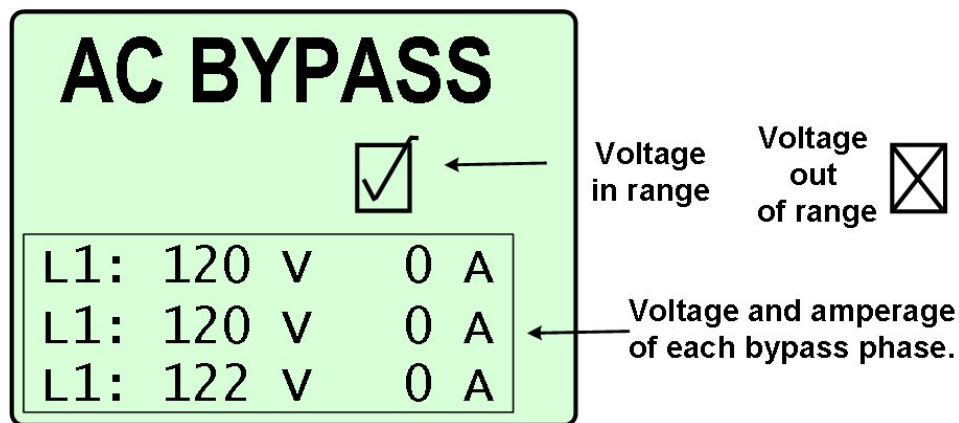 AC BYPASS
Voltage
in range
Voltage
out
of range
L1: 120 V 0 A
L1: 120 V 0 A
L1: 122 V 0 A
Voltage and amperage
of each bypass phase.